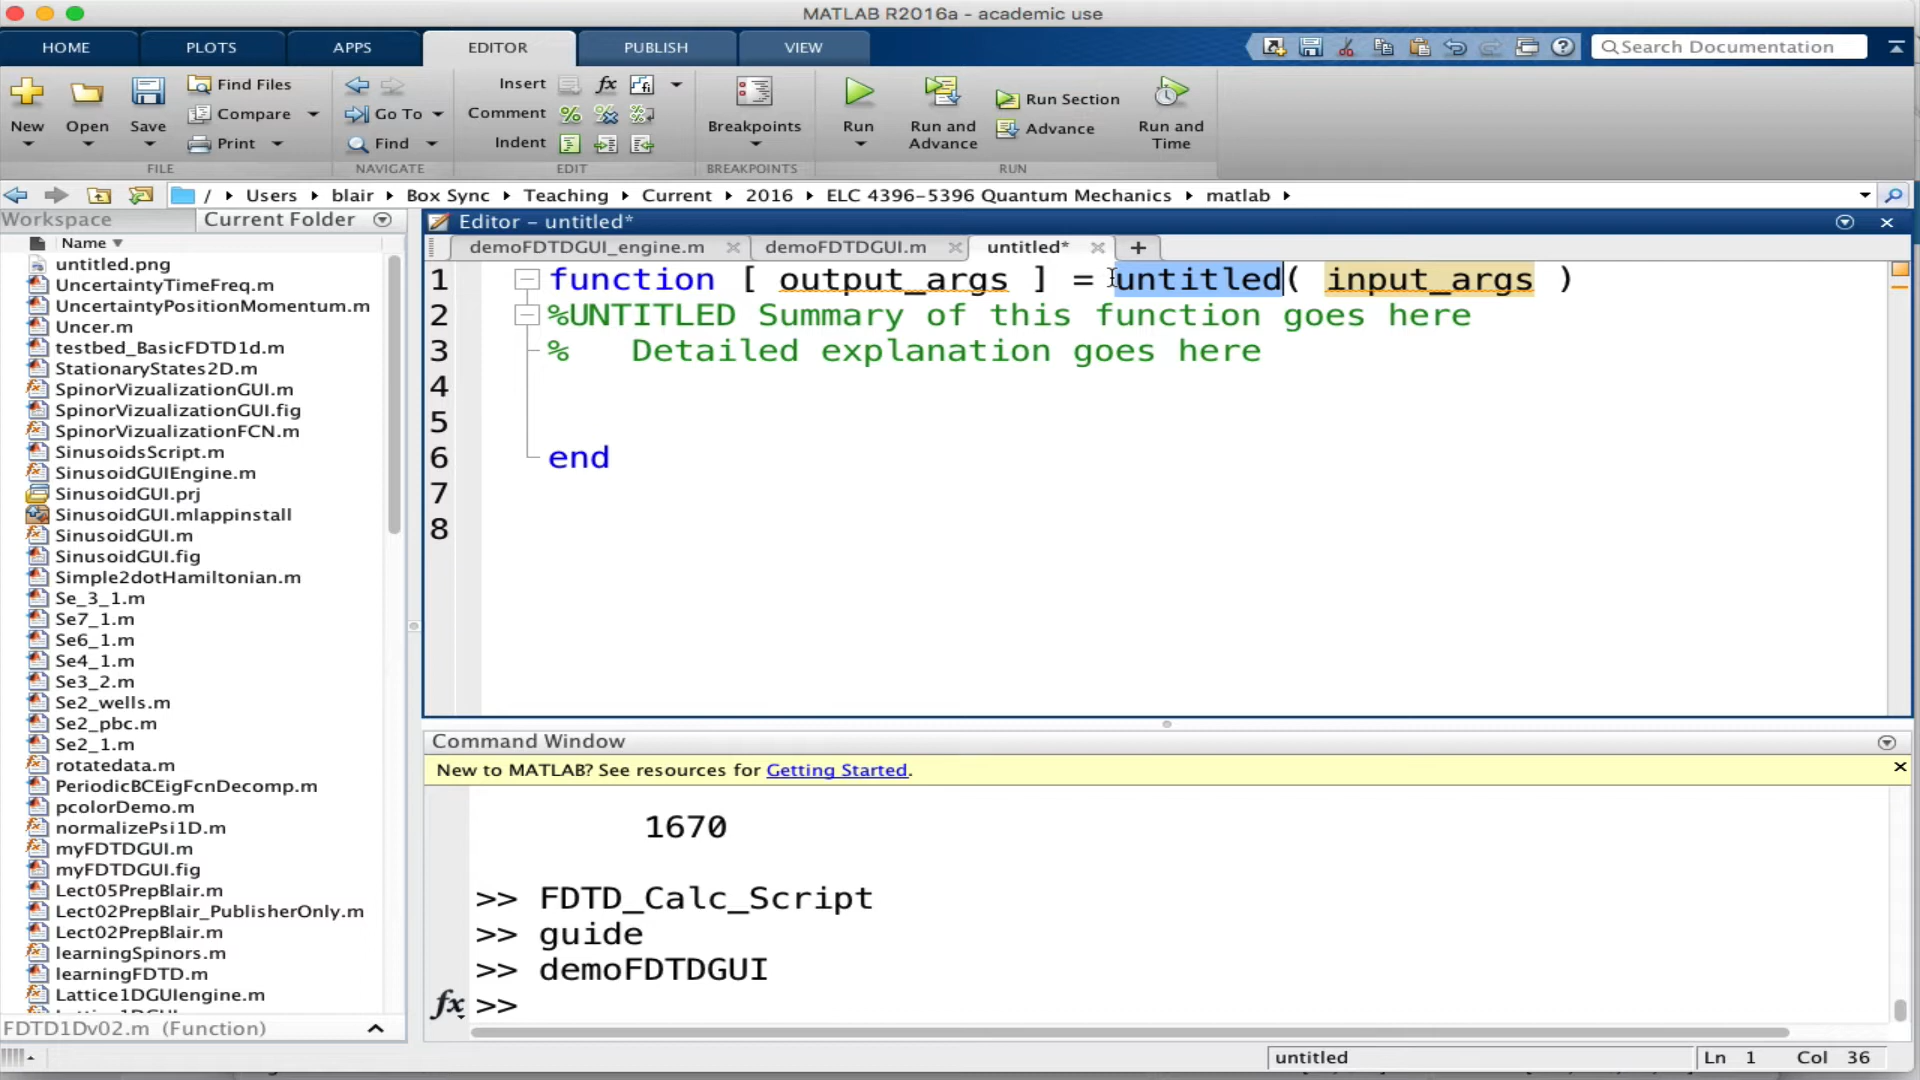 MATLAB R2016a - academic use
HOME PLOTS APPS EDITOR PUBLISH VIEW Search Documentation
New Open Save Find Files Compare Print
Go To Find
Insert fx
Comment
Indent
Breakpoints Run Run and Advance Run Section Advance Run and Time
FILE NAVIGATE EDIT BREAKPOINTS RUN
/ Users blair Box Sync Teaching Current 2016 ELC 4396-5396 Quantum Mechanics matlab
Workspace Current Folder
Name
untitled.png
UncertaintyTimeFreq.m
UncertaintyPositionMomentum.m
Uncer.m
testbed_BasicFDTD1d.m
StationaryStates2D.m
SpinorVizualizationGUI.m
SpinorVizualizationGUI.fig
SpinorVizualizationFCN.m
SinusoidsScript.m
SinusoidGUIEngine.m
SinusoidGUI.prj
SinusoidGUI.mlappinstall
SinusoidGUI.m
SinusoidGUI.fig
Simple2dotHamiltonian.m
Se_3_1.m
Se7_1.m
Se6_1.m
Se4_1.m
Se3_2.m
Se2_wells.m
Se2_pbc.m
Se2_1.m
rotatedata.m
PeriodicBCEigFcnDecomp.m
pcolorDemo.m
normalizePsi1D.m
myFDTDGUI.m
myFDTDGUI.fig
Lect05PrepBlair.m
Lect02PrepBlair_PublisherOnly.m
Lect02PrepBlair.m
learningSpinors.m
learningFDTD.m
Lattice1DGUIengine.m
FDTD1Dv02.m (Function)
Editor - untitled*
demoFDTDGUI_engine.m demoFDTDGUI.m untitled* +
1 function [ output_args ] = untitled( input_args )
2 %UNTITLED Summary of this function goes here
3 % Detailed explanation goes here
4
5
6 end
7
8
Command Window
New to MATLAB? See resources for Getting Started.
1670
>> FDTD_Calc_Script
>> guide
>> demoFDTDGUI
fx >>
untitled Ln 1 Col 36